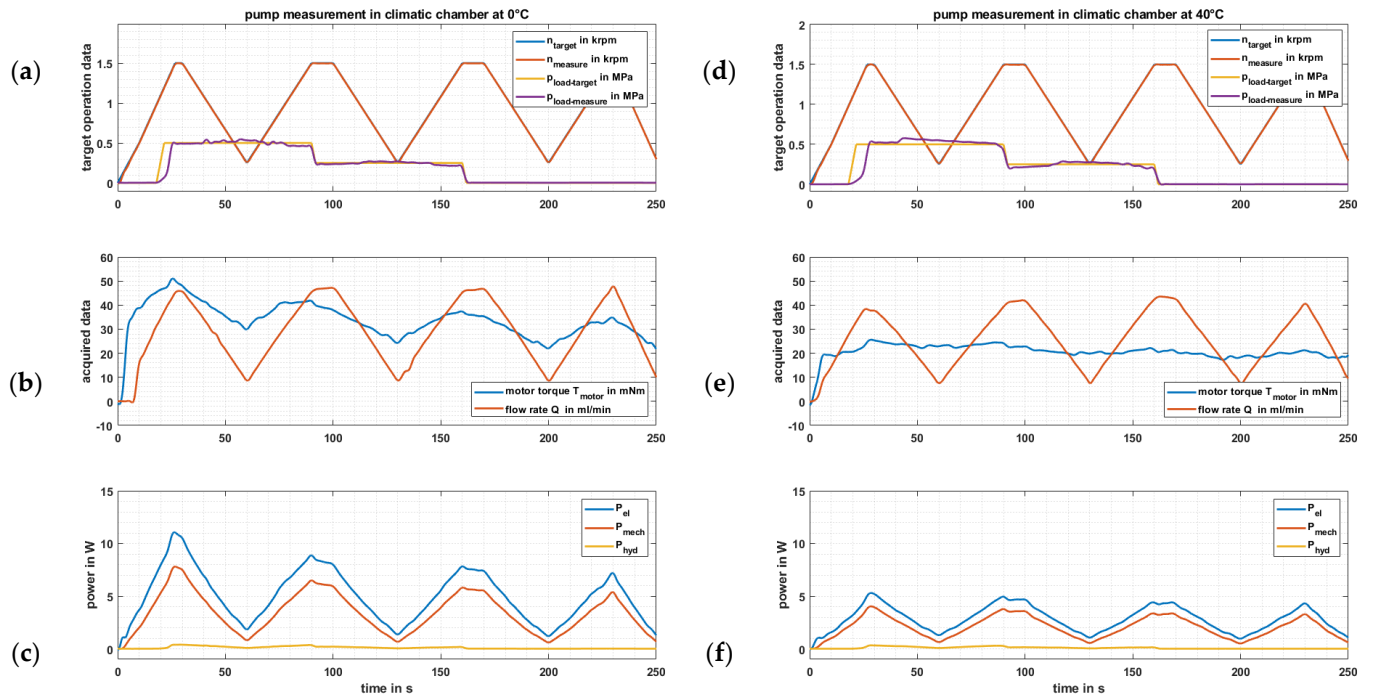 pump measurement in climatic chamber at 0°C
(a)
target operation data
n_target in krpm
n_measure in krpm
p_load-target in MPa
p_load-measure in MPa
1.5
1
0.5
0
0 50 100 150 200 250
(b)
acquired data
60
50
40
30
20
10
0
-10
motor torque T_motor in mNm
flow rate Q in ml/min
0 50 100 150 200 250
(c)
power in W
15
10
5
0
P_el
P_mech
P_hyd
0 50 100 150 200 250
time in s
pump measurement in climatic chamber at 40°C
(d)
target operation data
n_target in krpm
n_measure in krpm
p_load-target in MPa
p_load-measure in MPa
2
1.5
1
0.5
0
0 50 100 150 200 250
(e)
acquired data
60
50
40
30
20
10
0
-10
motor torque T_motor in mNm
flow rate Q in ml/min
0 50 100 150 200 250
(f)
power in W
15
10
5
0
P_el
P_mech
P_hyd
0 50 100 150 200 250
time in s